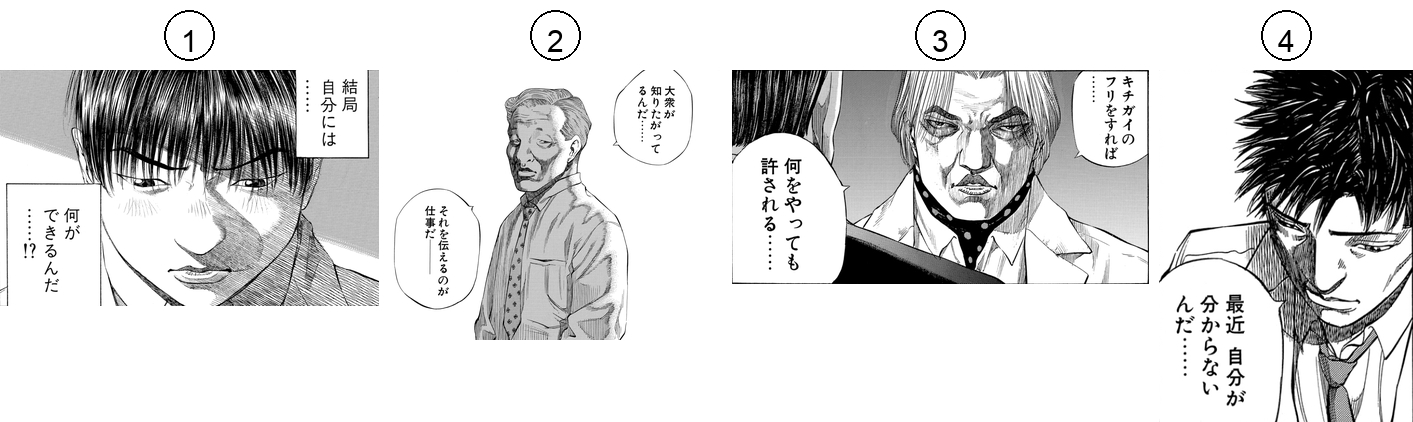 1
結局
自分には
……
何が
できるんだ
……!?
2
大衆が
知りたがって
るんだ……
それを伝えるのが
仕事だ――
3
キチガイの
フリをすれば
……
何をやっても
許される……
4
最近 自分が
分からない
んだ……